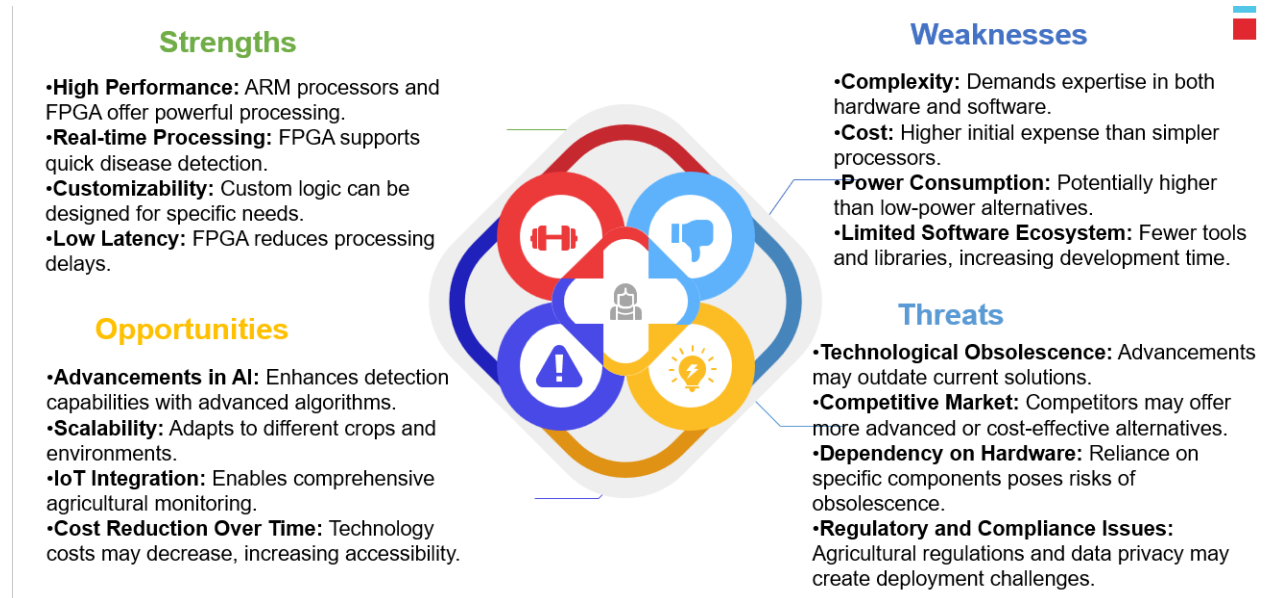 Strengths
•High Performance: ARM processors and
FPGA offer powerful processing.
•Real-time Processing: FPGA supports
quick disease detection.
•Customizability: Custom logic can be
designed for specific needs.
•Low Latency: FPGA reduces processing
delays.
Weaknesses
•Complexity: Demands expertise in both
hardware and software.
•Cost: Higher initial expense than simpler
processors.
•Power Consumption: Potentially higher
than low-power alternatives.
•Limited Software Ecosystem: Fewer tools
and libraries, increasing development time.
Opportunities
•Advancements in AI: Enhances detection
capabilities with advanced algorithms.
•Scalability: Adapts to different crops and
environments.
•IoT Integration: Enables comprehensive
agricultural monitoring.
•Cost Reduction Over Time: Technology
costs may decrease, increasing accessibility.
Threats
•Technological Obsolescence: Advancements
may outdate current solutions.
•Competitive Market: Competitors may offer
more advanced or cost-effective alternatives.
•Dependency on Hardware: Reliance on
specific components poses risks of
obsolescence.
•Regulatory and Compliance Issues:
Agricultural regulations and data privacy may
create deployment challenges.